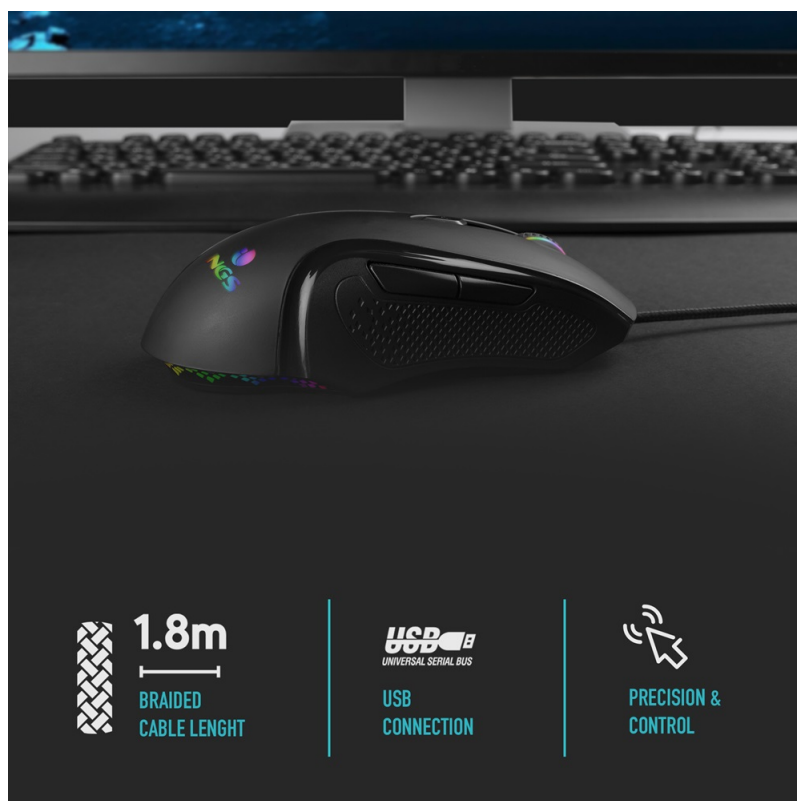 NGS
1.8m
BRAIDED
CABLE LENGHT
USB
UNIVERSAL SERIAL BUS
USB
CONNECTION
PRECISION &
CONTROL